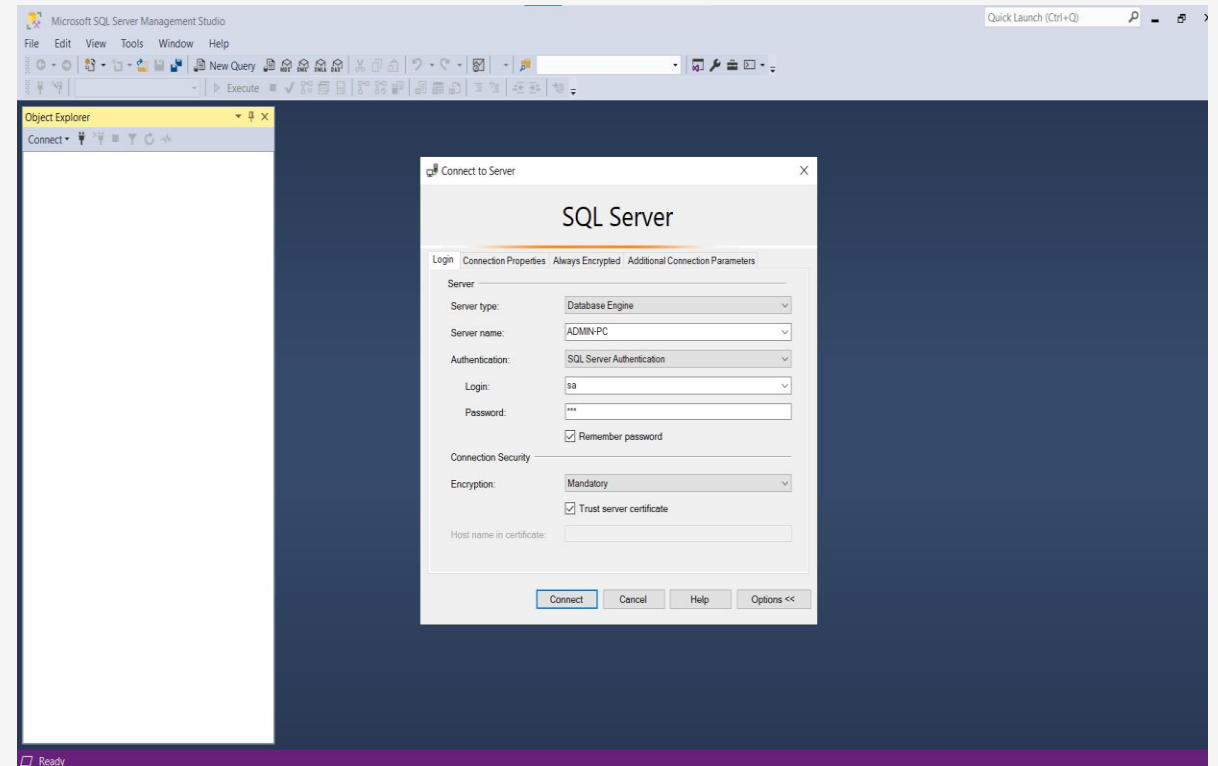 Microsoft SQL Server Management Studio
Quick Launch (Ctrl+Q)
File Edit View Tools Window Help
New Query
Execute
Object Explorer
Connect
Connect to Server
SQL Server
Login Connection Properties Always Encrypted Additional Connection Parameters
Server
Server type: Database Engine
Server name: ADMIN-PC
Authentication: SQL Server Authentication
Login: sa
Password: ***
Remember password
Connection Security
Encryption: Mandatory
Trust server certificate
Host name in certificate:
Connect Cancel Help Options <<
Ready